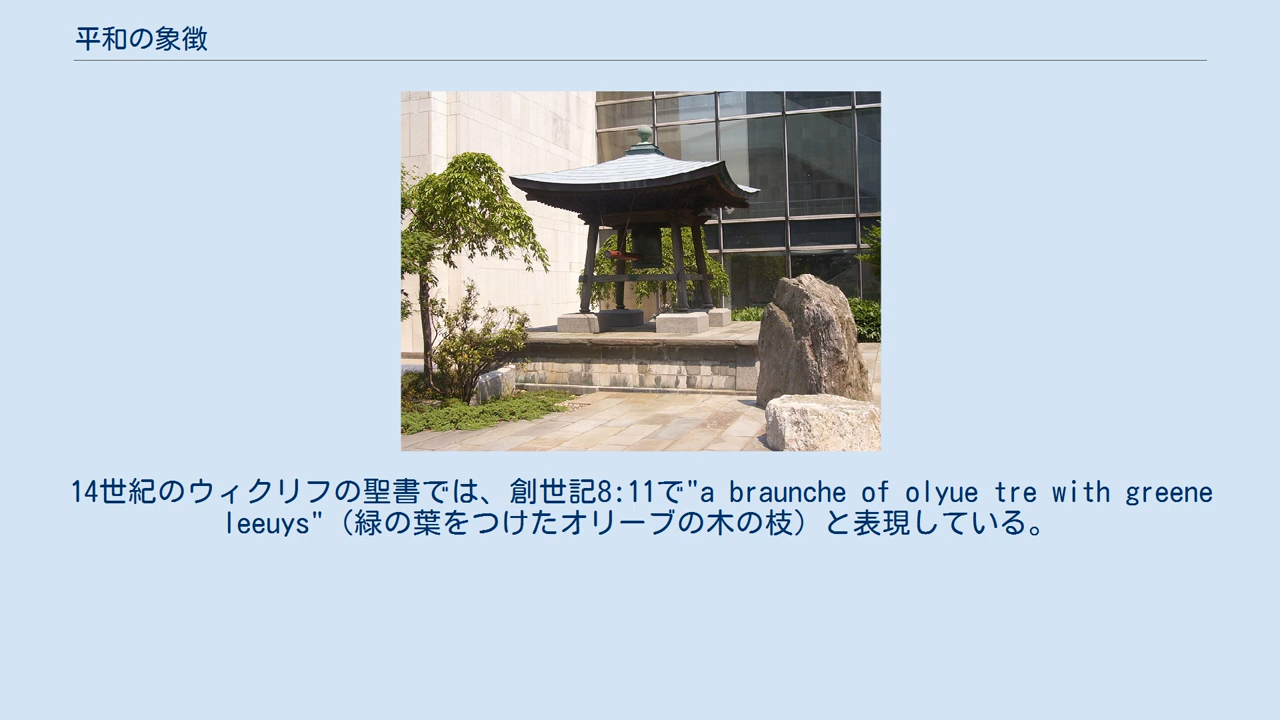 平和の象徴
14世紀のウィクリフの聖書では、創世記8:11で"a braunche of olyue tre with greene
leeuys"（緑の葉をつけたオリーブの木の枝）と表現している。